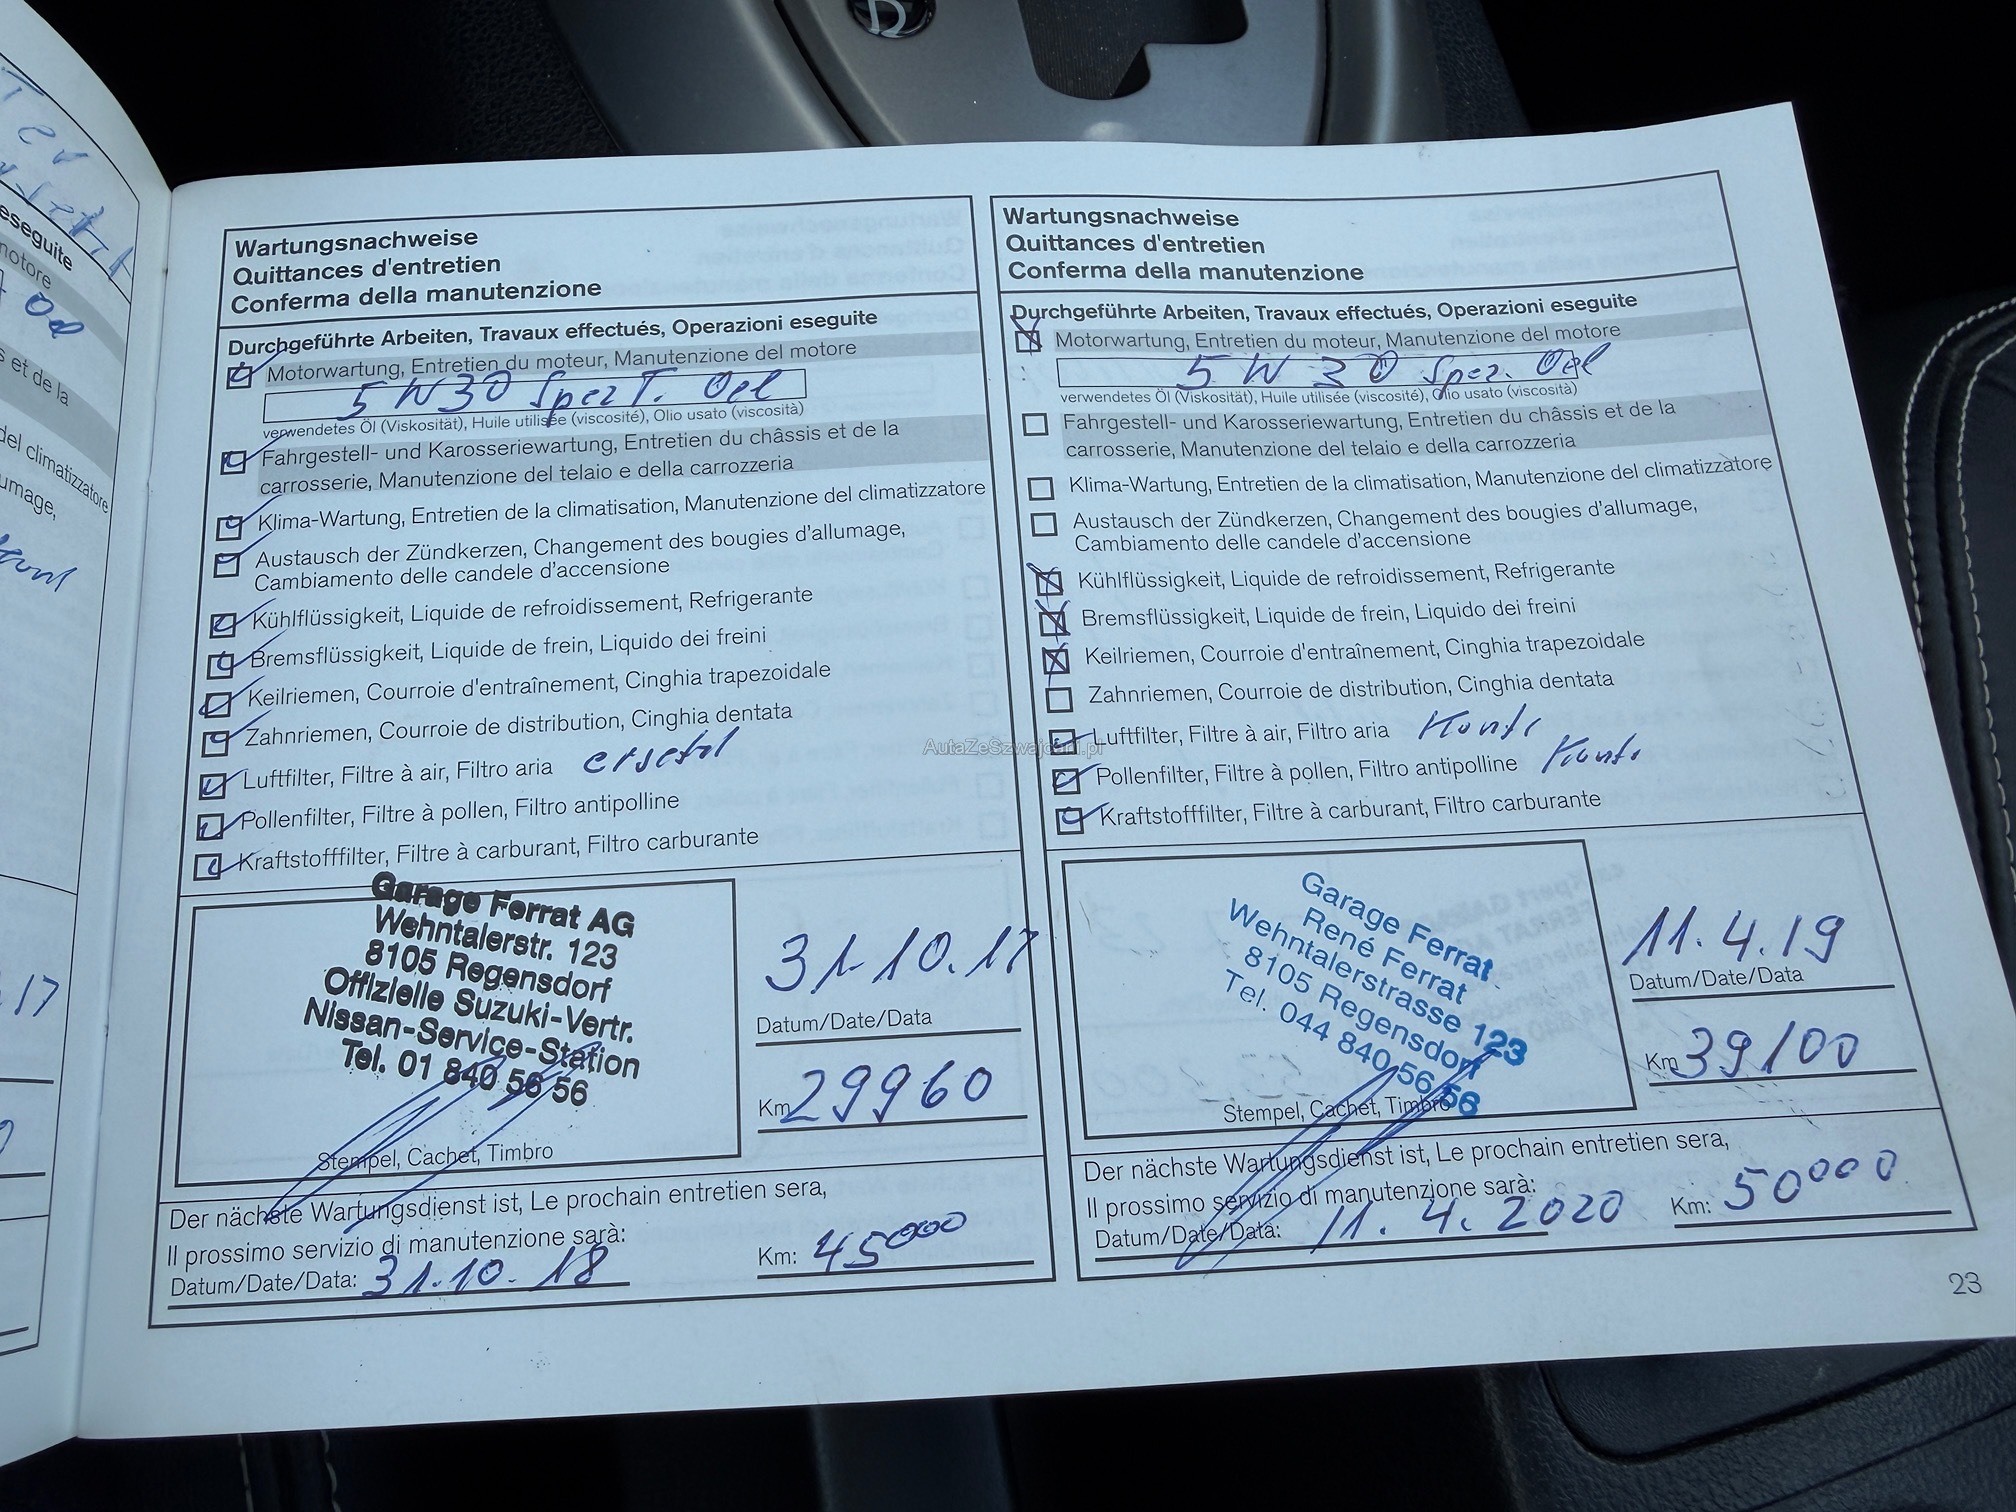 eseguite
notore
Oel
s et de la
del climatizzatore
umage,
.17
Wartungsnachweise
Quittances d'entretien
Conferma della manutenzione
Durchgeführte Arbeiten, Travaux effectués, Operazioni eseguite
Motorwartung, Entretien du moteur, Manutenzione del motore
5W30 Spez T. Oel
verwendetes Öl (Viskosität), Huile utilisée (viscosité), Olio usato (viscosità)
Fahrgestell- und Karosseriewartung, Entretien du châssis et de la
carrosserie, Manutenzione del telaio e della carrozzeria
Klima-Wartung, Entretien de la climatisation, Manutenzione del climatizzatore
Austausch der Zündkerzen, Changement des bougies d'allumage,
Cambiamento delle candele d'accensione
Kühlflüssigkeit, Liquide de refroidissement, Refrigerante
Bremsflüssigkeit, Liquide de frein, Liquido dei freini
Keilriemen, Courroie d'entraînement, Cinghia trapezoidale
Zahnriemen, Courroie de distribution, Cinghia dentata
Luftfilter, Filtre à air, Filtro aria ersetzt
Pollenfilter, Filtre à pollen, Filtro antipolline
Kraftstofffilter, Filtre à carburant, Filtro carburante
Garage Ferrat AG
Wehntalerstr. 123
8105 Regensdorf
Offizielle Suzuki-Vertr.
Nissan-Service-Station
Tel. 01 840 56 56
Stempel, Cachet, Timbro
31.10.17
Datum/Date/Data
Km 29960
Der nächste Wartungsdienst ist, Le prochain entretien sera,
Il prossimo servizio di manutenzione sarà:
Datum/Date/Data: 31.10.18 Km: 45000
Wartungsnachweise
Quittances d'entretien
Conferma della manutenzione
Durchgeführte Arbeiten, Travaux effectués, Operazioni eseguite
Motorwartung, Entretien du moteur, Manutenzione del motore
5 W 30 Spez. Oel
verwendetes Öl (Viskosität), Huile utilisée (viscosité), Olio usato (viscosità)
Fahrgestell- und Karosseriewartung, Entretien du châssis et de la
carrosserie, Manutenzione del telaio e della carrozzeria
Klima-Wartung, Entretien de la climatisation, Manutenzione del climatizzatore
Austausch der Zündkerzen, Changement des bougies d'allumage,
Cambiamento delle candele d'accensione
Kühlflüssigkeit, Liquide de refroidissement, Refrigerante
Bremsflüssigkeit, Liquide de frein, Liquido dei freini
Keilriemen, Courroie d'entraînement, Cinghia trapezoidale
Zahnriemen, Courroie de distribution, Cinghia dentata
Luftfilter, Filtre à air, Filtro aria Kontr
Pollenfilter, Filtre à pollen, Filtro antipolline Kontr
Kraftstofffilter, Filtre à carburant, Filtro carburante
Garage Ferrat
René Ferrat
Wehntalerstrasse 123
8105 Regensdorf
Tel. 044 840 56 56
Stempel, Cachet, Timbro
11.4.19
Datum/Date/Data
Km 39100
Der nächste Wartungsdienst ist, Le prochain entretien sera,
Il prossimo servizio di manutenzione sarà:
Datum/Date/Data: 11.4.2020 Km: 50000
23
AutaZeSzwajcarii.pl